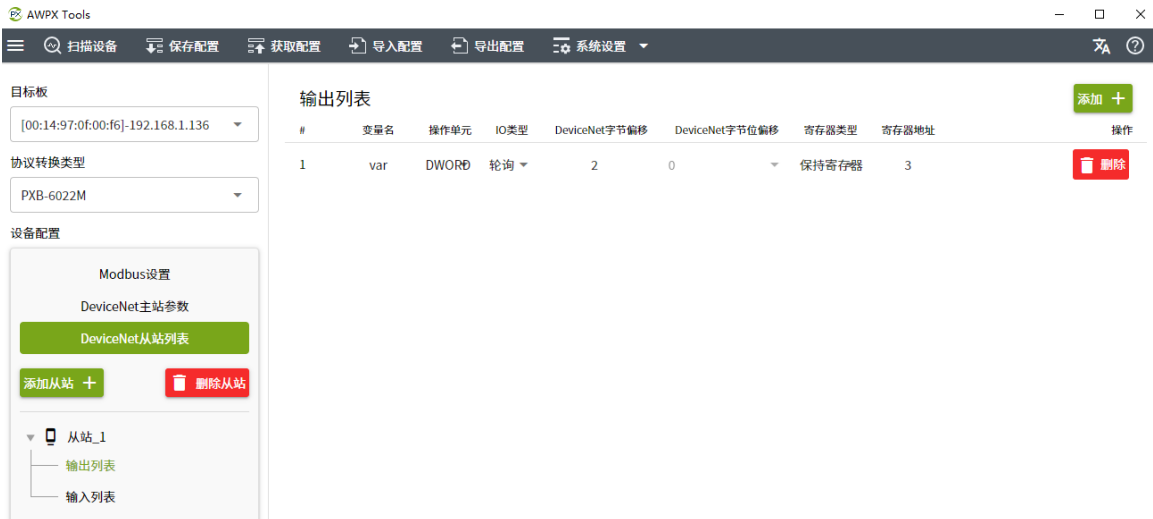 AWPX Tools
扫描设备 保存配置 获取配置 导入配置 导出配置 系统设置
目标板
[00:14:97:0f:00:f6]-192.168.1.136
协议转换类型
PXB-6022M
设备配置
Modbus设置
DeviceNet主站参数
DeviceNet从站列表
添加从站 删除从站
从站_1
输出列表
输入列表
输出列表 添加
# 变量名 操作单元 IO类型 DeviceNet字节偏移 DeviceNet字节位偏移 寄存器类型 寄存器地址 操作
1 var DWORD 轮询 2 0 保持寄存器 3 删除